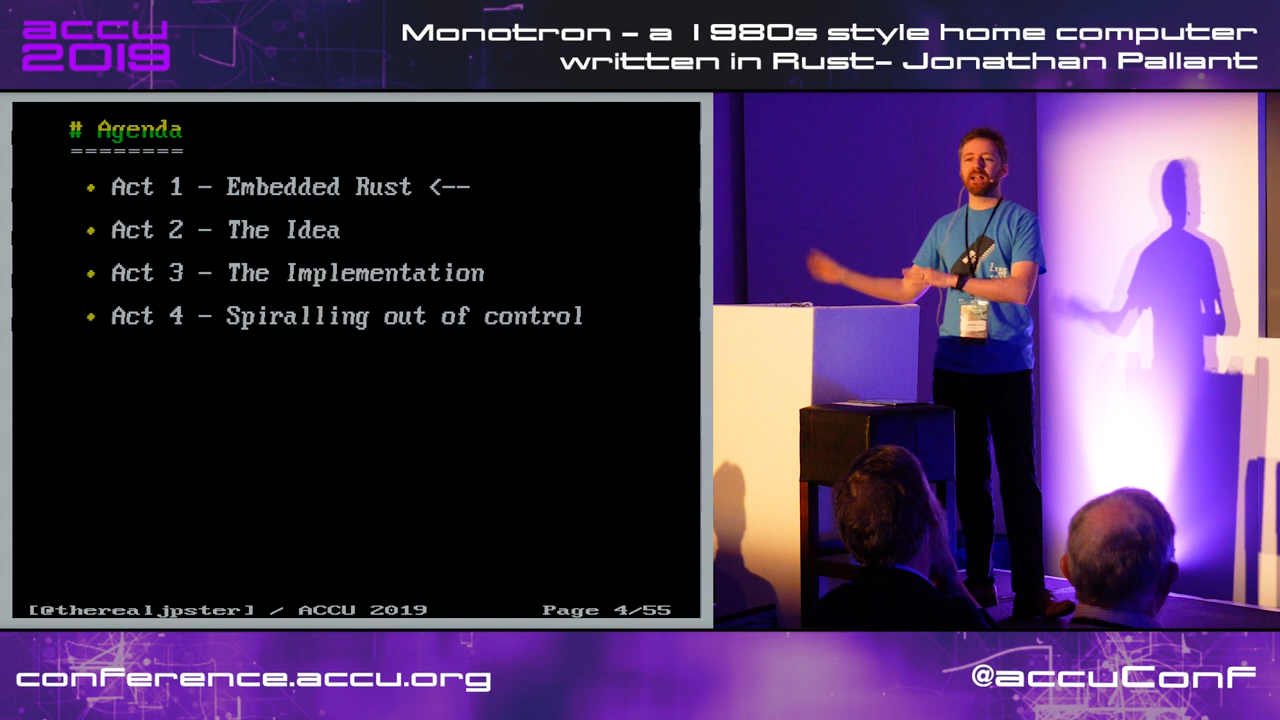 accu
2019
Monotron - a 1980s style home computer
written in Rust- Jonathan Pallant
# Agenda
========
• Act 1 - Embedded Rust <--
• Act 2 - The Idea
• Act 3 - The Implementation
• Act 4 - Spiralling out of control
[@therealjpster] / ACCU 2019
Page 4/55
conference.accu.org
@accuConf